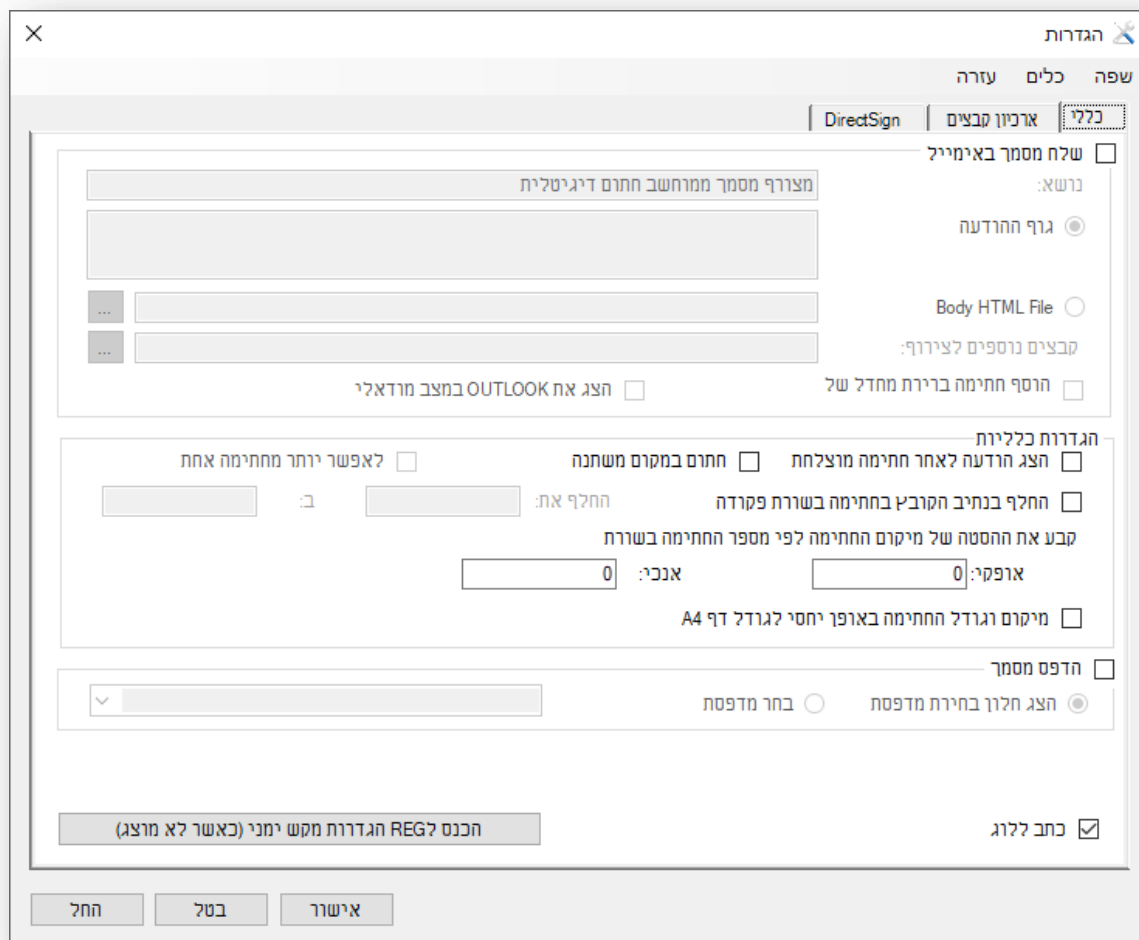 הגדרות
שפה כלים עזרה
כללי ארכיון קבצים DirectSign
שלח מסמך באימייל
נושא: מצורף מסמך ממוחשב חתום דיגיטלית
גוף ההודעה
Body HTML File ...
קבצים נוספים לצירוף: ...
הוסף חתימה ברירת מחדל של הצג את OUTLOOK במצב מודאלי
הגדרות כלליות
הצג הודעה לאחר חתימה מוצלחת חתום במקום משתנה לאפשר יותר מחתימה אחת
החלף בנתיב הקובץ בחתימה בשורת פקודה החלף את: ב:
קבע את ההסטה של מיקום החתימה לפי מספר החתימה בשורת
אופקי: 0 אנכי: 0
מיקום וגודל החתימה באופן יחסי לגודל דף A4
הדפס מסמך
הצג חלון בחירת מדפסת בחר מדפסת
כתב ללוג הכנס לREG הגדרות מקש ימני (כאשר לא מוצג)
אישור בטל החל